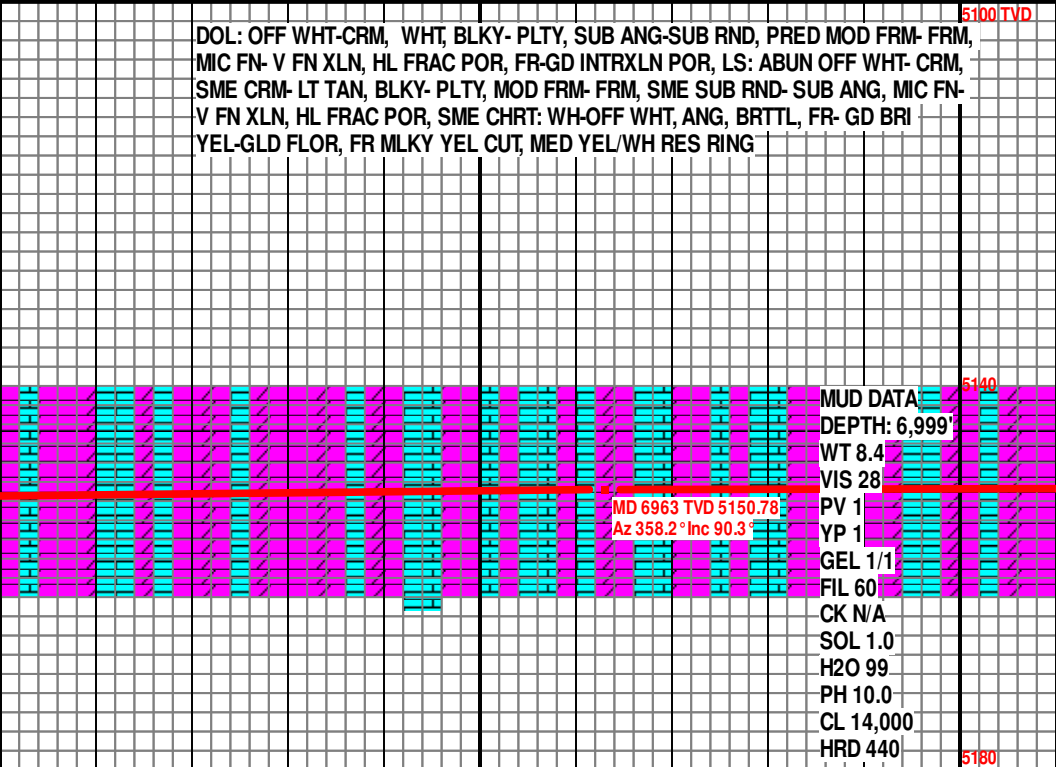 5100 TVD
DOL: OFF WHT-CRM, WHT, BLKY- PLTY, SUB ANG-SUB RND, PRED MOD FRM- FRM,
MIC FN- V FN XLN, HL FRAC POR, FR-GD INTRXLN POR, LS: ABUN OFF WHT- CRM,
SME CRM- LT TAN, BLKY- PLTY, MOD FRM- FRM, SME SUB RND- SUB ANG, MIC FN-
V FN XLN, HL FRAC POR, SME CHRT: WH-OFF WHT, ANG, BRTTL, FR- GD BRI
YEL-GLD FLOR, FR MLKY YEL CUT, MED YEL/WH RES RING
5140
MUD DATA
DEPTH: 6,999'
WT 8.4
VIS 28
PV 1
YP 1
GEL 1/1
FIL 60
CK N/A
SOL 1.0
H2O 99
PH 10.0
CL 14,000
HRD 440
MD 6963 TVD 5150.78
Az 358.2° Inc 90.3°
5180